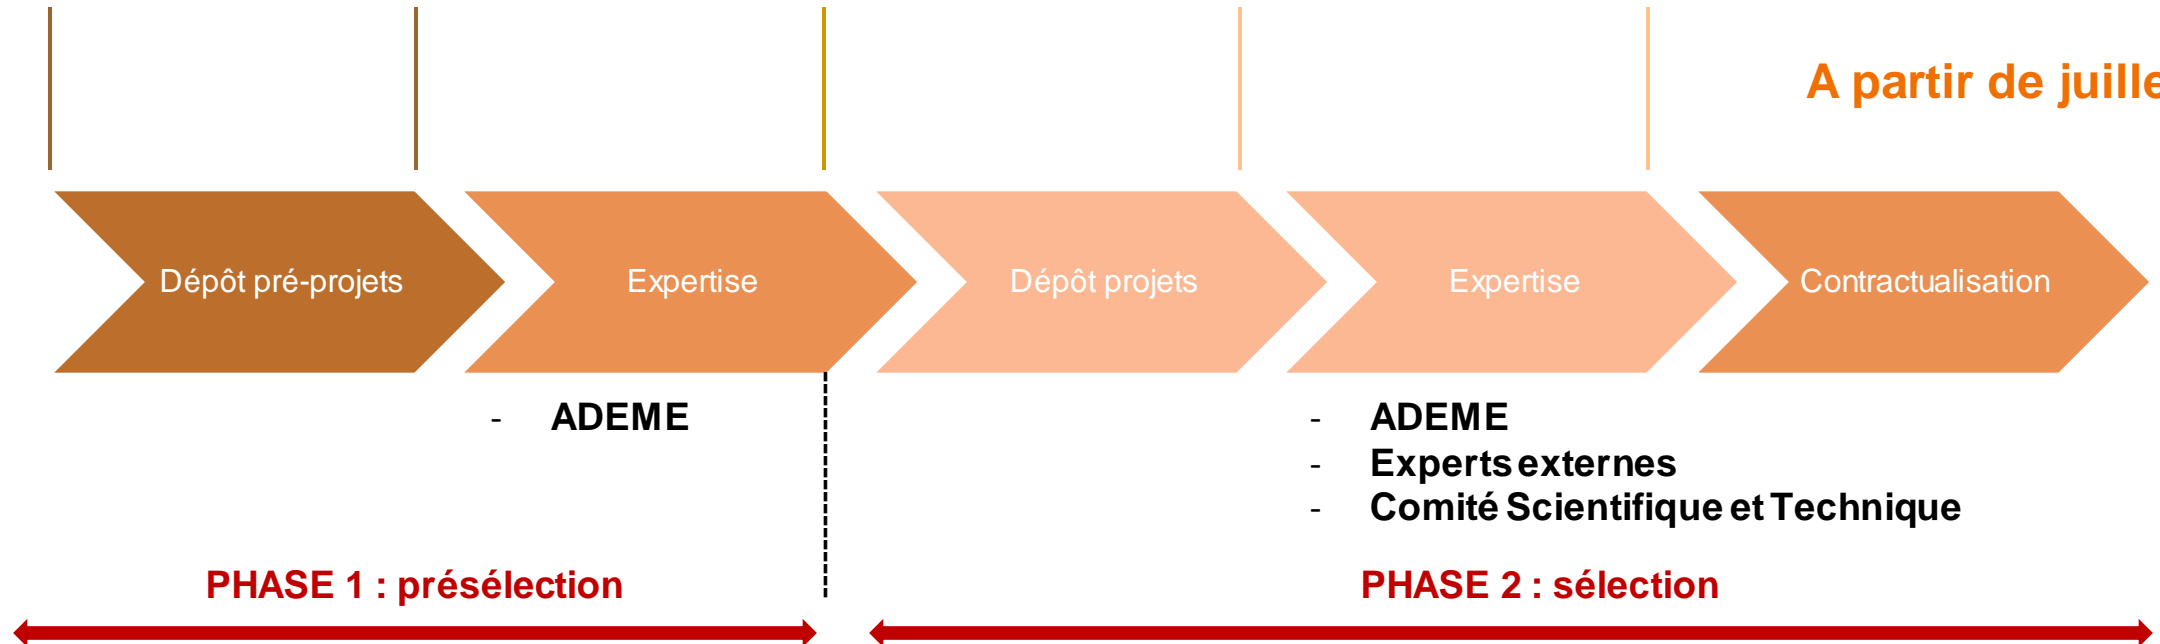 A partir de juille
Dépôt pré-projets
Expertise
Dépôt projets
Expertise
Contractualisation
- ADEME
- ADEME
- Experts externes
- Comité Scientifique et Technique
PHASE 1 : présélection
PHASE 2 : sélection